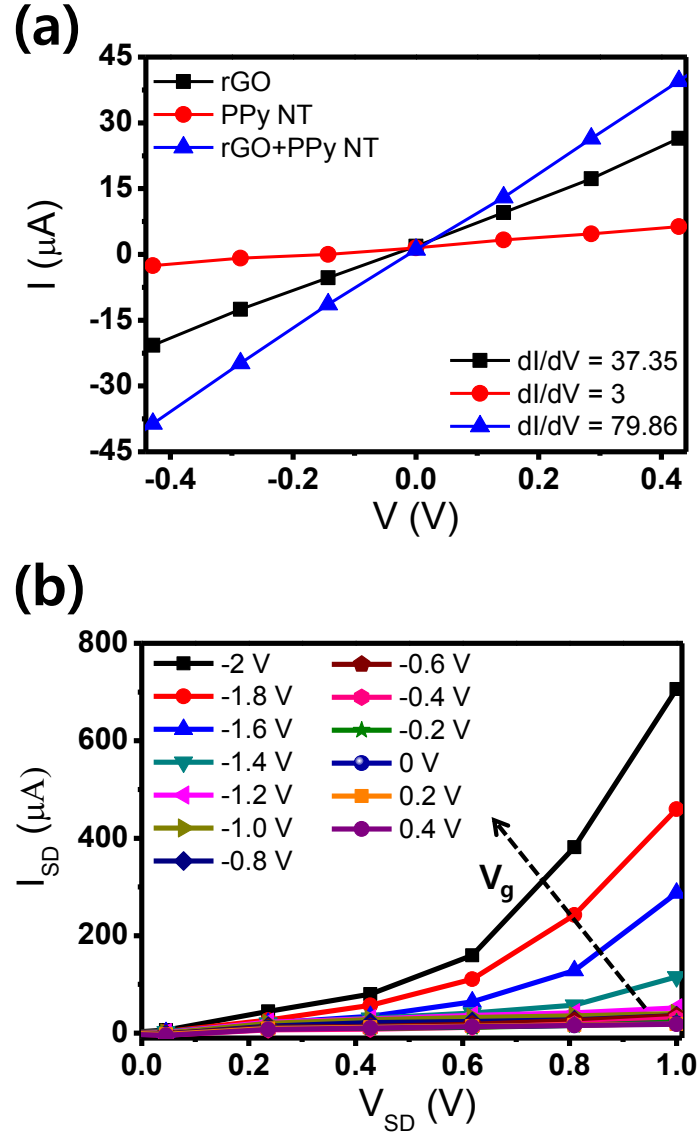 (a)
45
30
15
0
-15
-30
-45
I (μA)
rGO
PPy NT
rGO+PPy NT
dI/dV = 37.35
dI/dV = 3
dI/dV = 79.86
-0.4 -0.2 0.0 0.2 0.4
V (V)
(b)
800
600
400
200
0
I_SD (μA)
-2 V
-1.8 V
-1.6 V
-1.4 V
-1.2 V
-1.0 V
-0.8 V
-0.6 V
-0.4 V
-0.2 V
0 V
0.2 V
0.4 V
V_g
0.0 0.2 0.4 0.6 0.8 1.0
V_SD (V)